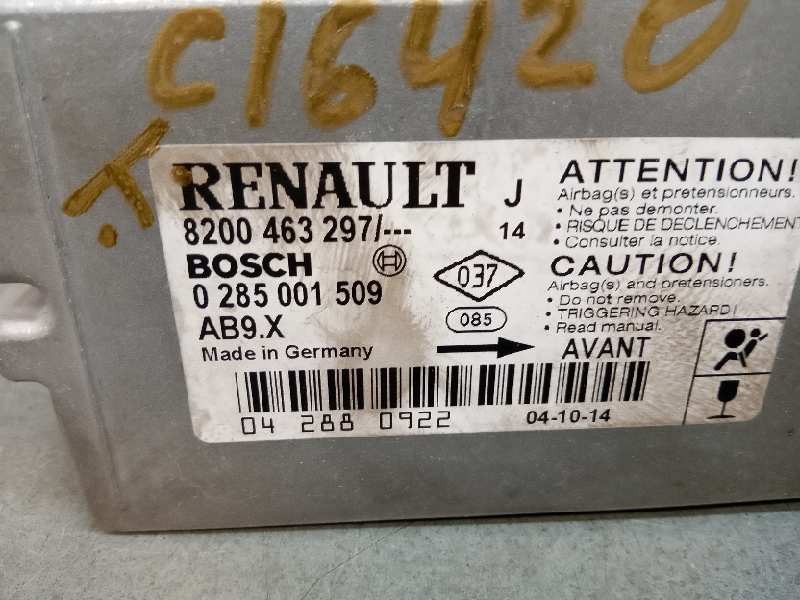 C16420
T.
RENAULT J
8200 463 297/--- 14
BOSCH
0 285 001 509
AB9.X
Made in Germany
037
085
AVANT
04 288 0922
04-10-14
ATTENTION!
Airbag(s) et pretensionneurs.
• Ne pas demonter.
• RISQUE DE DECLENCHEMENT
• Consulter la notice.
CAUTION!
Airbag(s) and pretensioners.
• Do not remove.
• TRIGGERING HAZARD!
• Read manual.